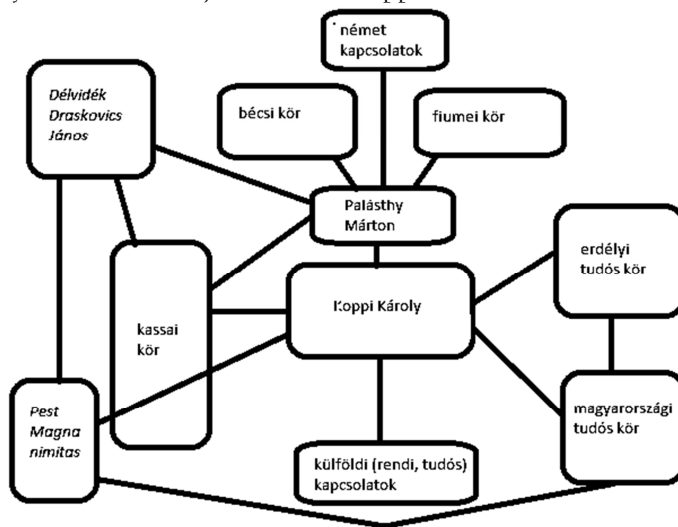 német
kapcsolatok
Délvidék
Draskovics
János
bécsi kör
fiumei kör
Palásthy
Márton
erdélyi
tudós kör
kassai
kör
Koppi Károly
Pest
Magna
nimitas
magyarországi
tudós kör
külföldi (rendi, tudós)
kapcsolatok